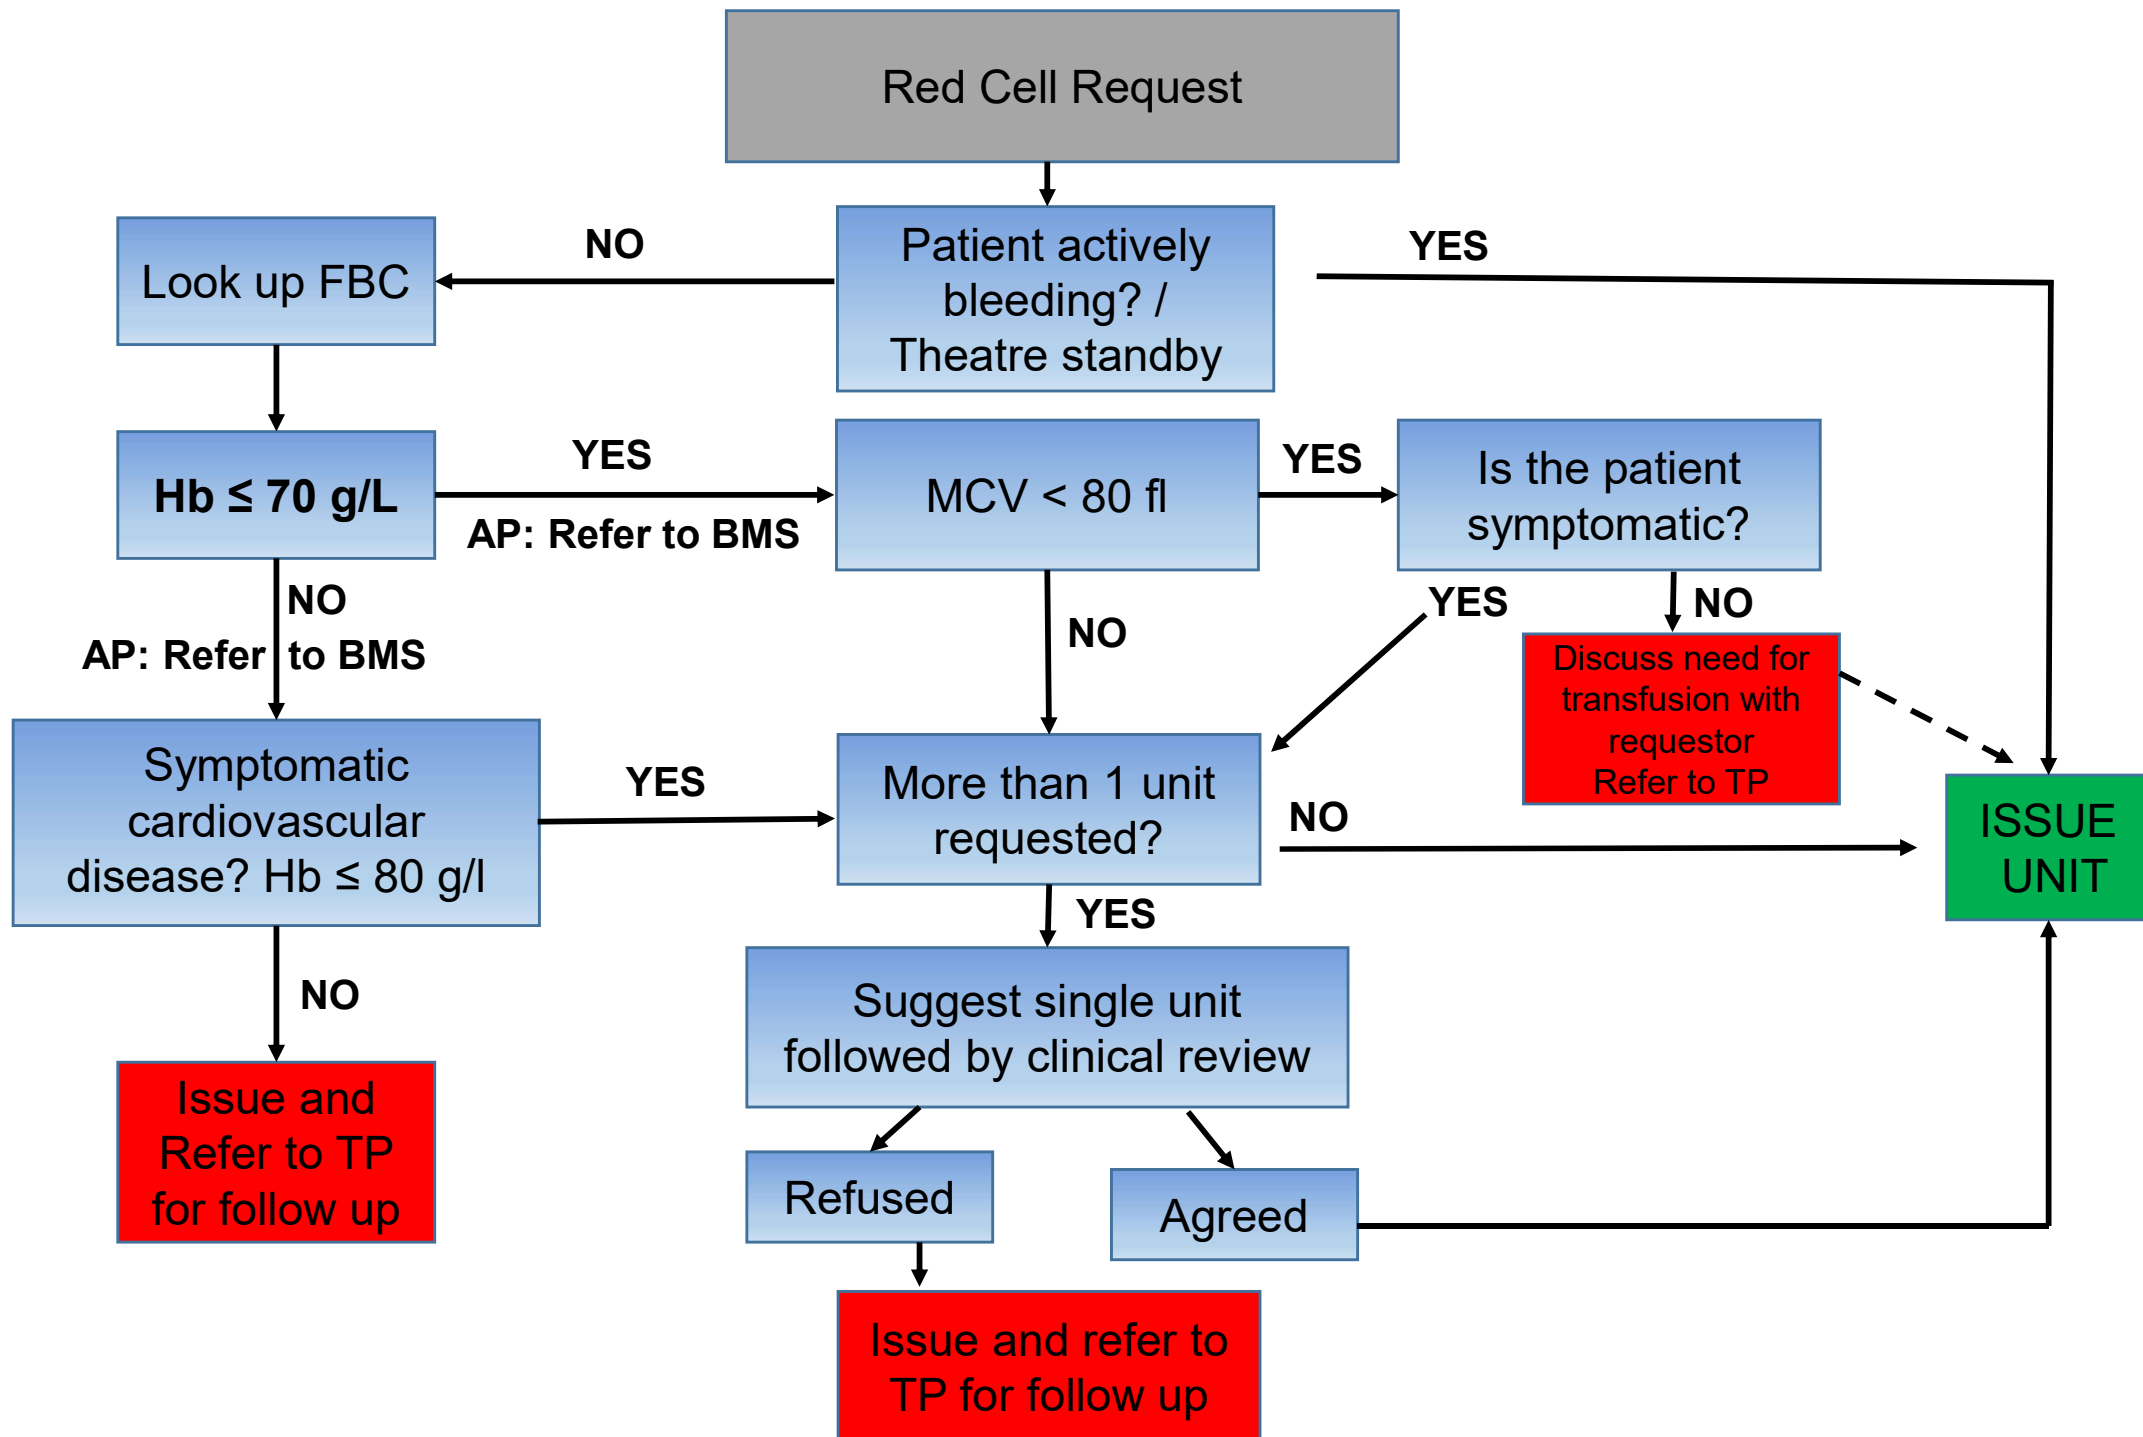 Red Cell Request
Patient actively
bleeding? /
Theatre standby
NO
YES
Look up FBC
Hb ≤ 70 g/L
YES
AP: Refer to BMS
MCV < 80 fl
YES
Is the patient
symptomatic?
NO
AP: Refer to BMS
NO
YES
NO
Discuss need for
transfusion with
requestor
Refer to TP
Symptomatic
cardiovascular
disease? Hb ≤ 80 g/l
YES
More than 1 unit
requested?
NO
ISSUE
UNIT
YES
NO
Suggest single unit
followed by clinical review
Issue and
Refer to TP
for follow up
Refused
Agreed
Issue and refer to
TP for follow up